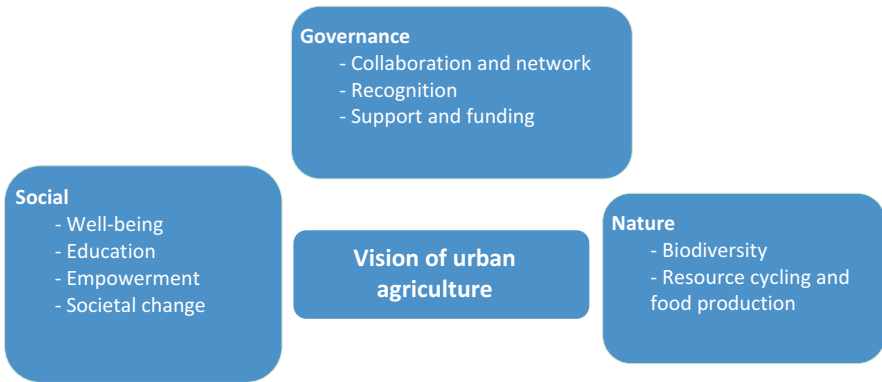 Governance
- Collaboration and network
- Recognition
- Support and funding
Social
- Well-being
- Education
- Empowerment
- Societal change
Vision of urban
agriculture
Nature
- Biodiversity
- Resource cycling and
food production